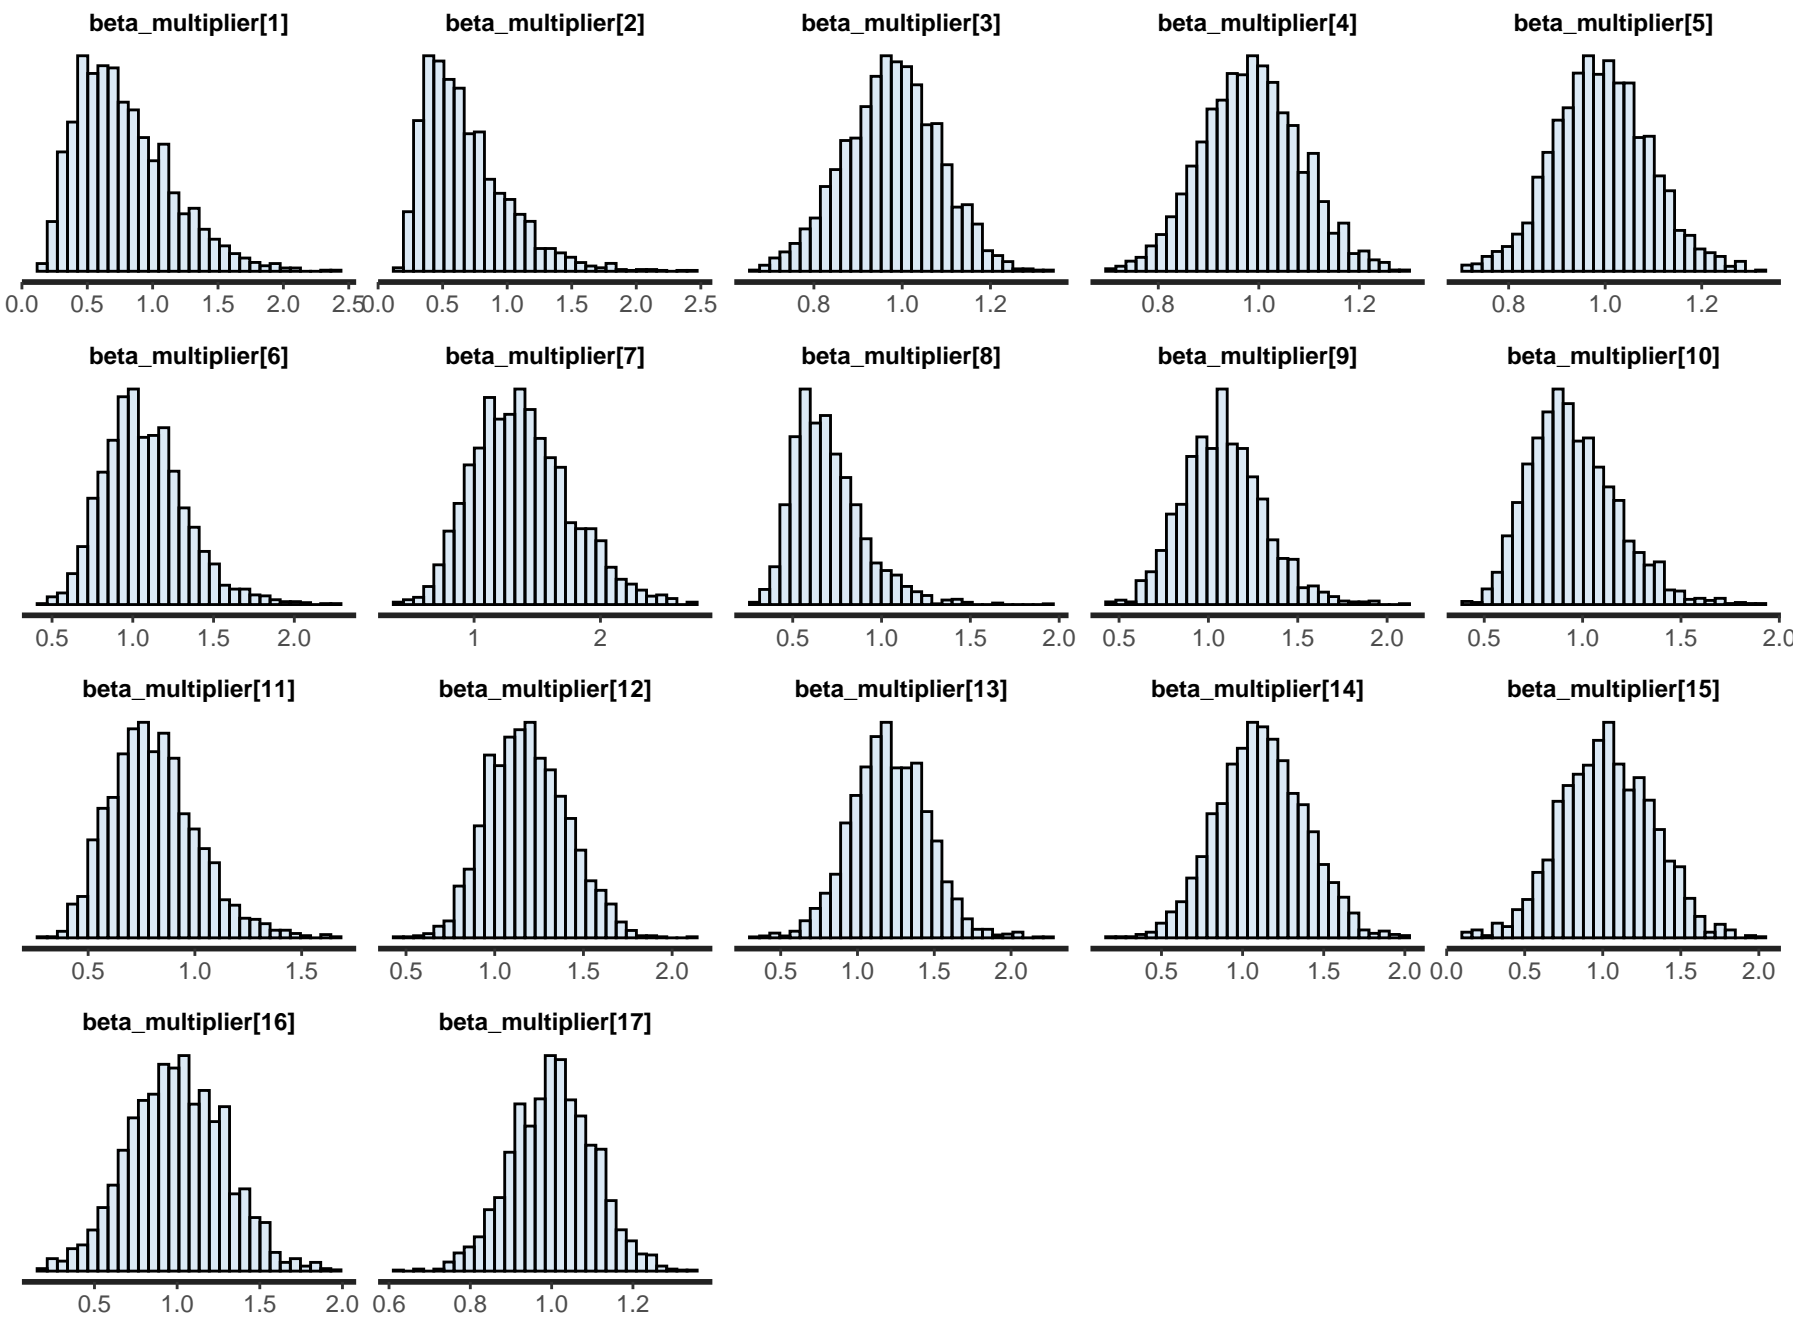 beta_multiplier[1] beta_multiplier[2] beta_multiplier[3] beta_multiplier[4] beta_multiplier[5]
0.0 0.5 1.0 1.5 2.0 2.5 0.0 0.5 1.0 1.5 2.0 2.5 0.8 1.0 1.2 0.8 1.0 1.2 0.8 1.0 1.2
beta_multiplier[6] beta_multiplier[7] beta_multiplier[8] beta_multiplier[9] beta_multiplier[10]
0.5 1.0 1.5 2.0 1 2 0.5 1.0 1.5 2.0 0.5 1.0 1.5 2.0 0.5 1.0 1.5 2.0
beta_multiplier[11] beta_multiplier[12] beta_multiplier[13] beta_multiplier[14] beta_multiplier[15]
0.5 1.0 1.5 0.5 1.0 1.5 2.0 0.5 1.0 1.5 2.0 0.5 1.0 1.5 2.0 0.0 0.5 1.0 1.5 2.0
beta_multiplier[16] beta_multiplier[17]
0.5 1.0 1.5 2.0 0.6 0.8 1.0 1.2